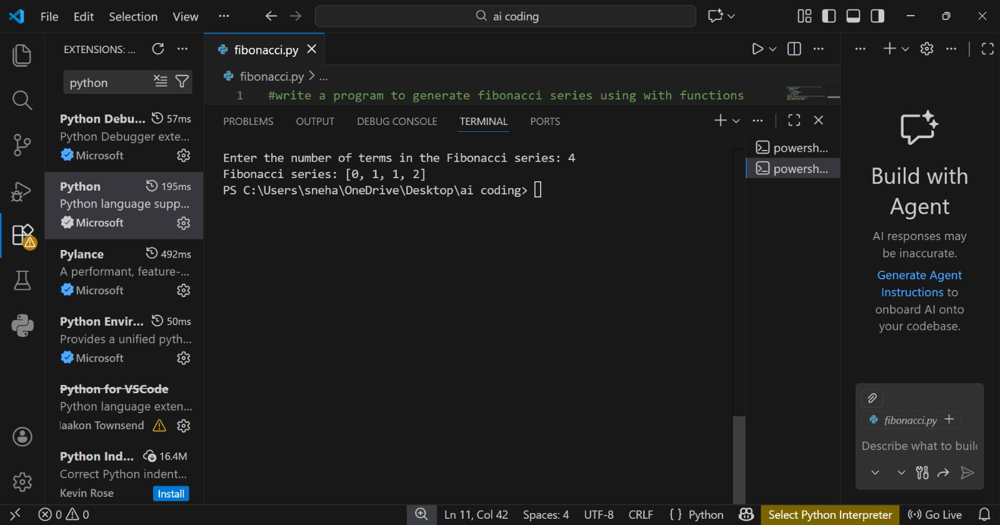 File Edit Selection View ··· ai coding
EXTENSIONS: ...
python
Python Debu... 57ms
Python Debugger exte...
Microsoft
Python 195ms
Python language supp...
Microsoft
Pylance 492ms
A performant, feature-...
Microsoft
Python Envir... 50ms
Provides a unified pyth...
Microsoft
Python for VSCode
Python language exten...
laakon Townsend
Python Ind... 16.4M
Correct Python indent...
Kevin Rose Install
fibonacci.py
fibonacci.py > ...
1 #write a program to generate fibonacci series using with functions
PROBLEMS OUTPUT DEBUG CONSOLE TERMINAL PORTS
Enter the number of terms in the Fibonacci series: 4
Fibonacci series: [0, 1, 1, 2]
PS C:\Users\sneha\OneDrive\Desktop\ai coding>
powersh...
powersh...
Build with
Agent
AI responses may
be inaccurate.
Generate Agent
Instructions to
onboard AI onto
your codebase.
fibonacci.py +
Describe what to buil
0 0 Ln 11, Col 42 Spaces: 4 UTF-8 CRLF { } Python Select Python Interpreter Go Live